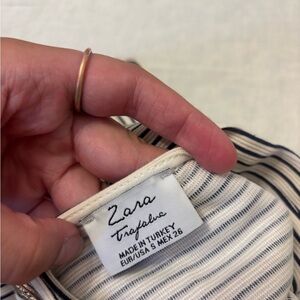 Zara
Trafaluc
MADE IN TURKEY
EUR/USA S MEX 26